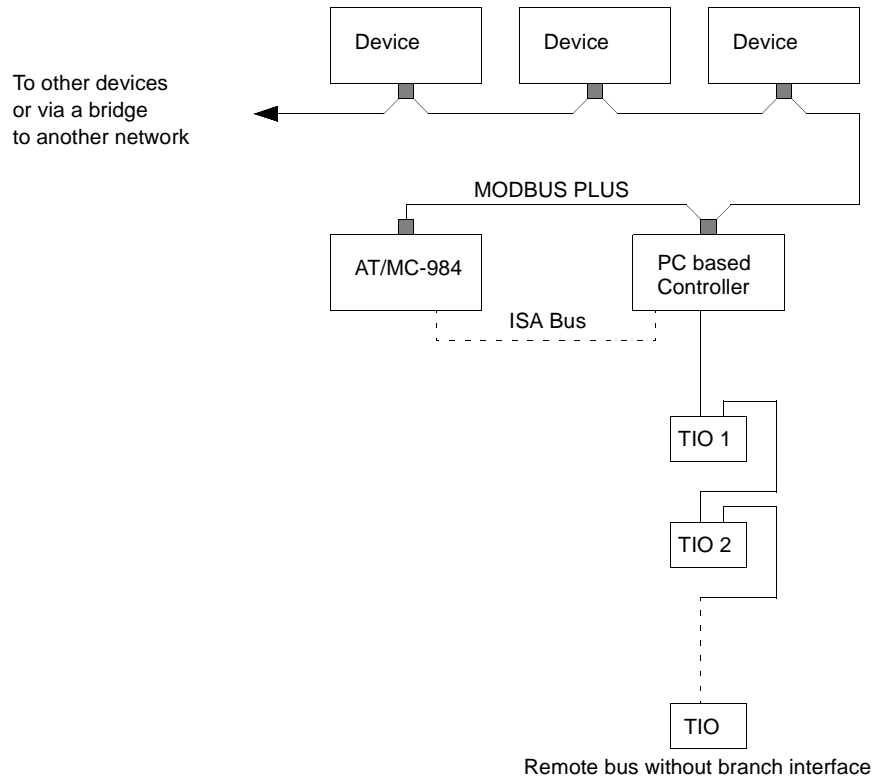 Device
Device
Device
To other devices
or via a bridge
to another network
MODBUS PLUS
AT/MC-984
PC based
Controller
ISA Bus
TIO 1
TIO 2
TIO
Remote bus without branch interface